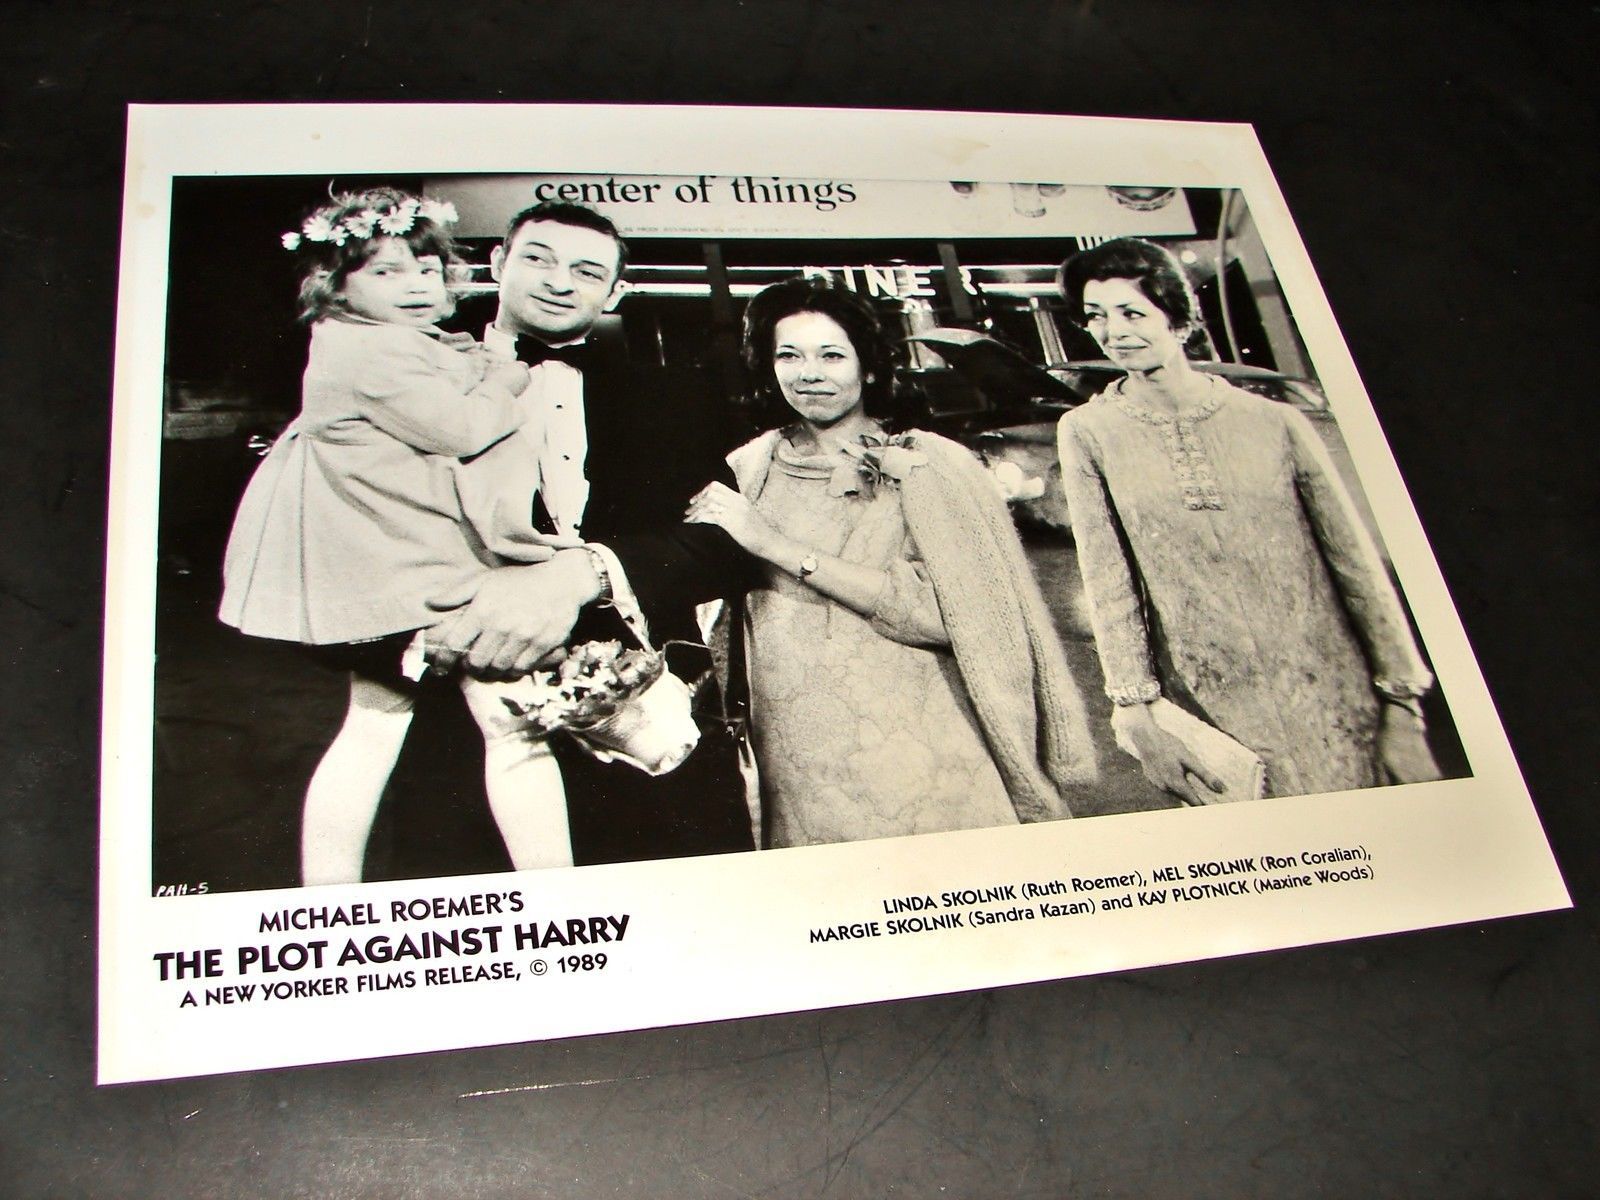 center of things
DINER
PAH-5
MICHAEL ROEMER'S
THE PLOT AGAINST HARRY
A NEW YORKER FILMS RELEASE, © 1989
LINDA SKOLNIK (Ruth Roemer), MEL SKOLNIK (Ron Coralian),
MARGIE SKOLNIK (Sandra Kazan) and KAY PLOTNICK (Maxine Woods)